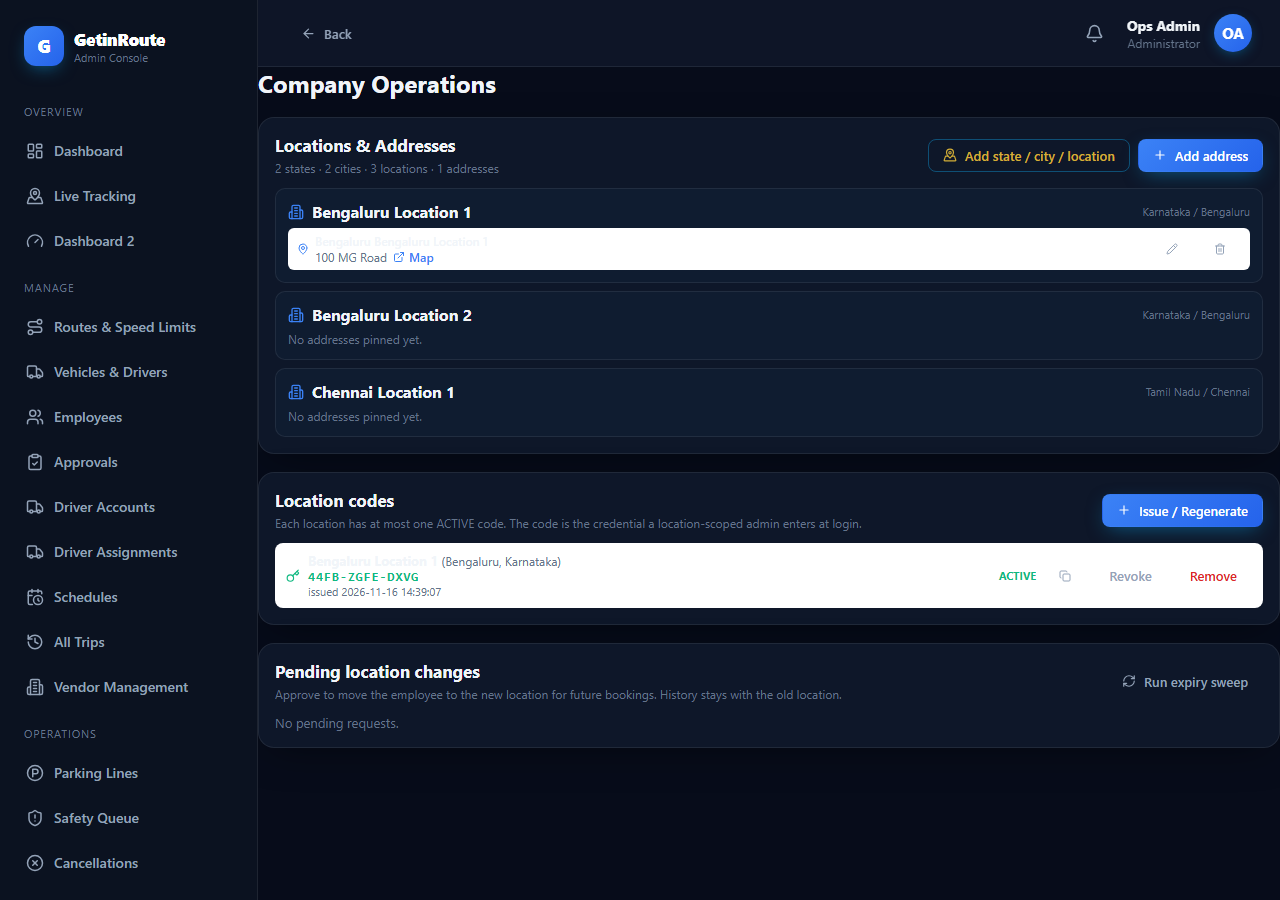 G
GetinRoute
Admin Console
OVERVIEW
Dashboard
Live Tracking
Dashboard 2
MANAGE
Routes & Speed Limits
Vehicles & Drivers
Employees
Approvals
Driver Accounts
Driver Assignments
Schedules
All Trips
Vendor Management
OPERATIONS
Parking Lines
Safety Queue
Cancellations
Back
Ops Admin
Administrator
OA
Company Operations
Locations & Addresses
2 states · 2 cities · 3 locations · 1 addresses
Add state / city / location
Add address
Bengaluru Location 1
Karnataka / Bengaluru
Bengaluru Bengaluru Location 1
100 MG Road Map
Bengaluru Location 2
Karnataka / Bengaluru
No addresses pinned yet.
Chennai Location 1
Tamil Nadu / Chennai
No addresses pinned yet.
Location codes
Each location has at most one ACTIVE code. The code is the credential a location-scoped admin enters at login.
Issue / Regenerate
Bengaluru Location 1 (Bengaluru, Karnataka)
44FB-ZGFE-DXVG
issued 2026-11-16 14:39:07
ACTIVE
Revoke
Remove
Pending location changes
Approve to move the employee to the new location for future bookings. History stays with the old location.
Run expiry sweep
No pending requests.